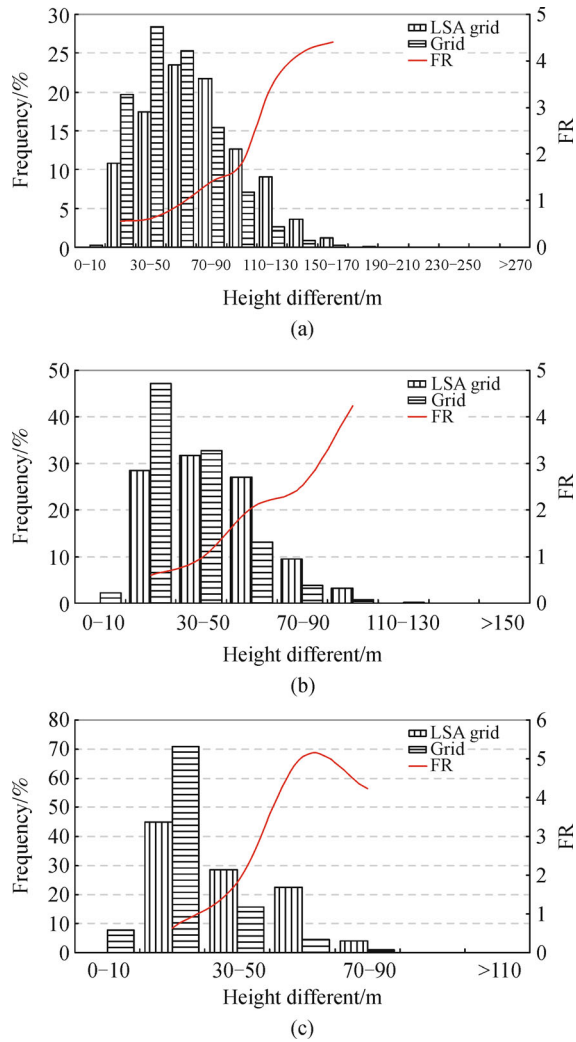 30
25
20
15
10
5
0
Frequency/%
5
4
3
2
1
0
FR
LSA grid
Grid
FR
0−10 30−50 70−90 110−130 150−170 190−210 230−250 >270
Height different/m
(a)
50
40
30
20
10
0
Frequency/%
5
4
3
2
1
0
FR
LSA grid
Grid
FR
0−10 30−50 70−90 110−130 >150
Height different/m
(b)
80
70
60
50
40
30
20
10
0
Frequency/%
6
5
4
3
2
1
0
FR
LSA grid
Grid
FR
0−10 30−50 70−90 >110
Height different/m
(c)